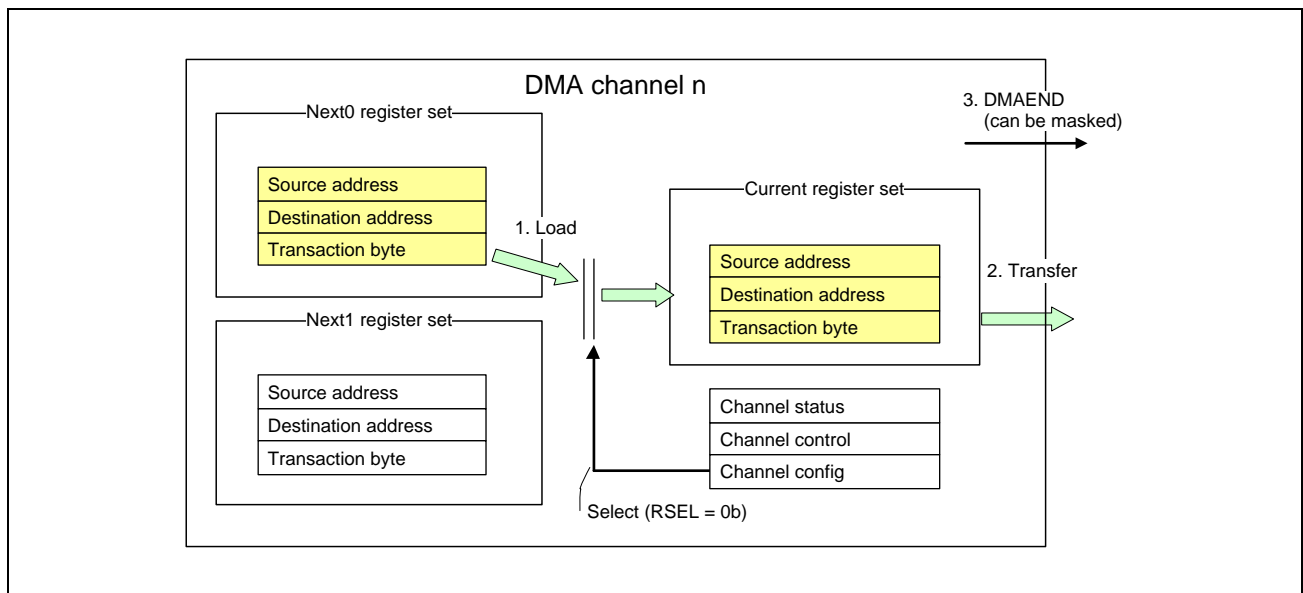 DMA channel n
Next0 register set
Source address
Destination address
Transaction byte
1. Load
Next1 register set
Source address
Destination address
Transaction byte
Current register set
Source address
Destination address
Transaction byte
2. Transfer
3. DMAEND
(can be masked)
Channel status
Channel control
Channel config
Select (RSEL = 0b)